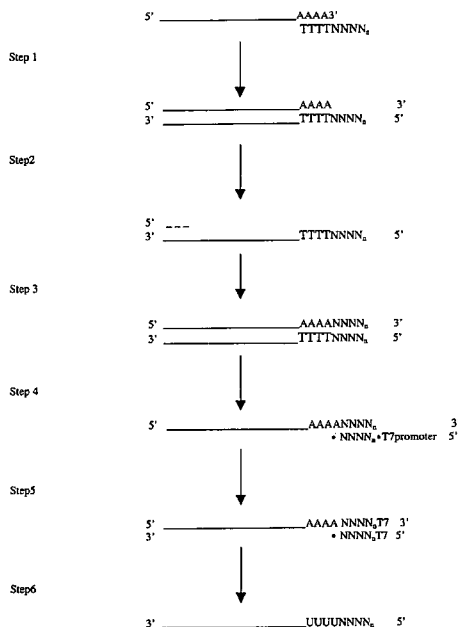 5' AAAA3'
TTTTNNNNn
Step 1
5' AAAA 3'
3' TTTTNNNNn 5'
Step2
5'
3' TTTTNNNNn 5'
Step 3
5' AAAANNNNn 3'
3' TTTTNNNNn 5'
Step 4
5' AAAANNNNn 3
• NNNNn•T7promoter 5'
Step5
5' AAAA NNNNnT7 3'
3' • NNNNnT7 5'
Step6
3' UUUUNNNNn 5'